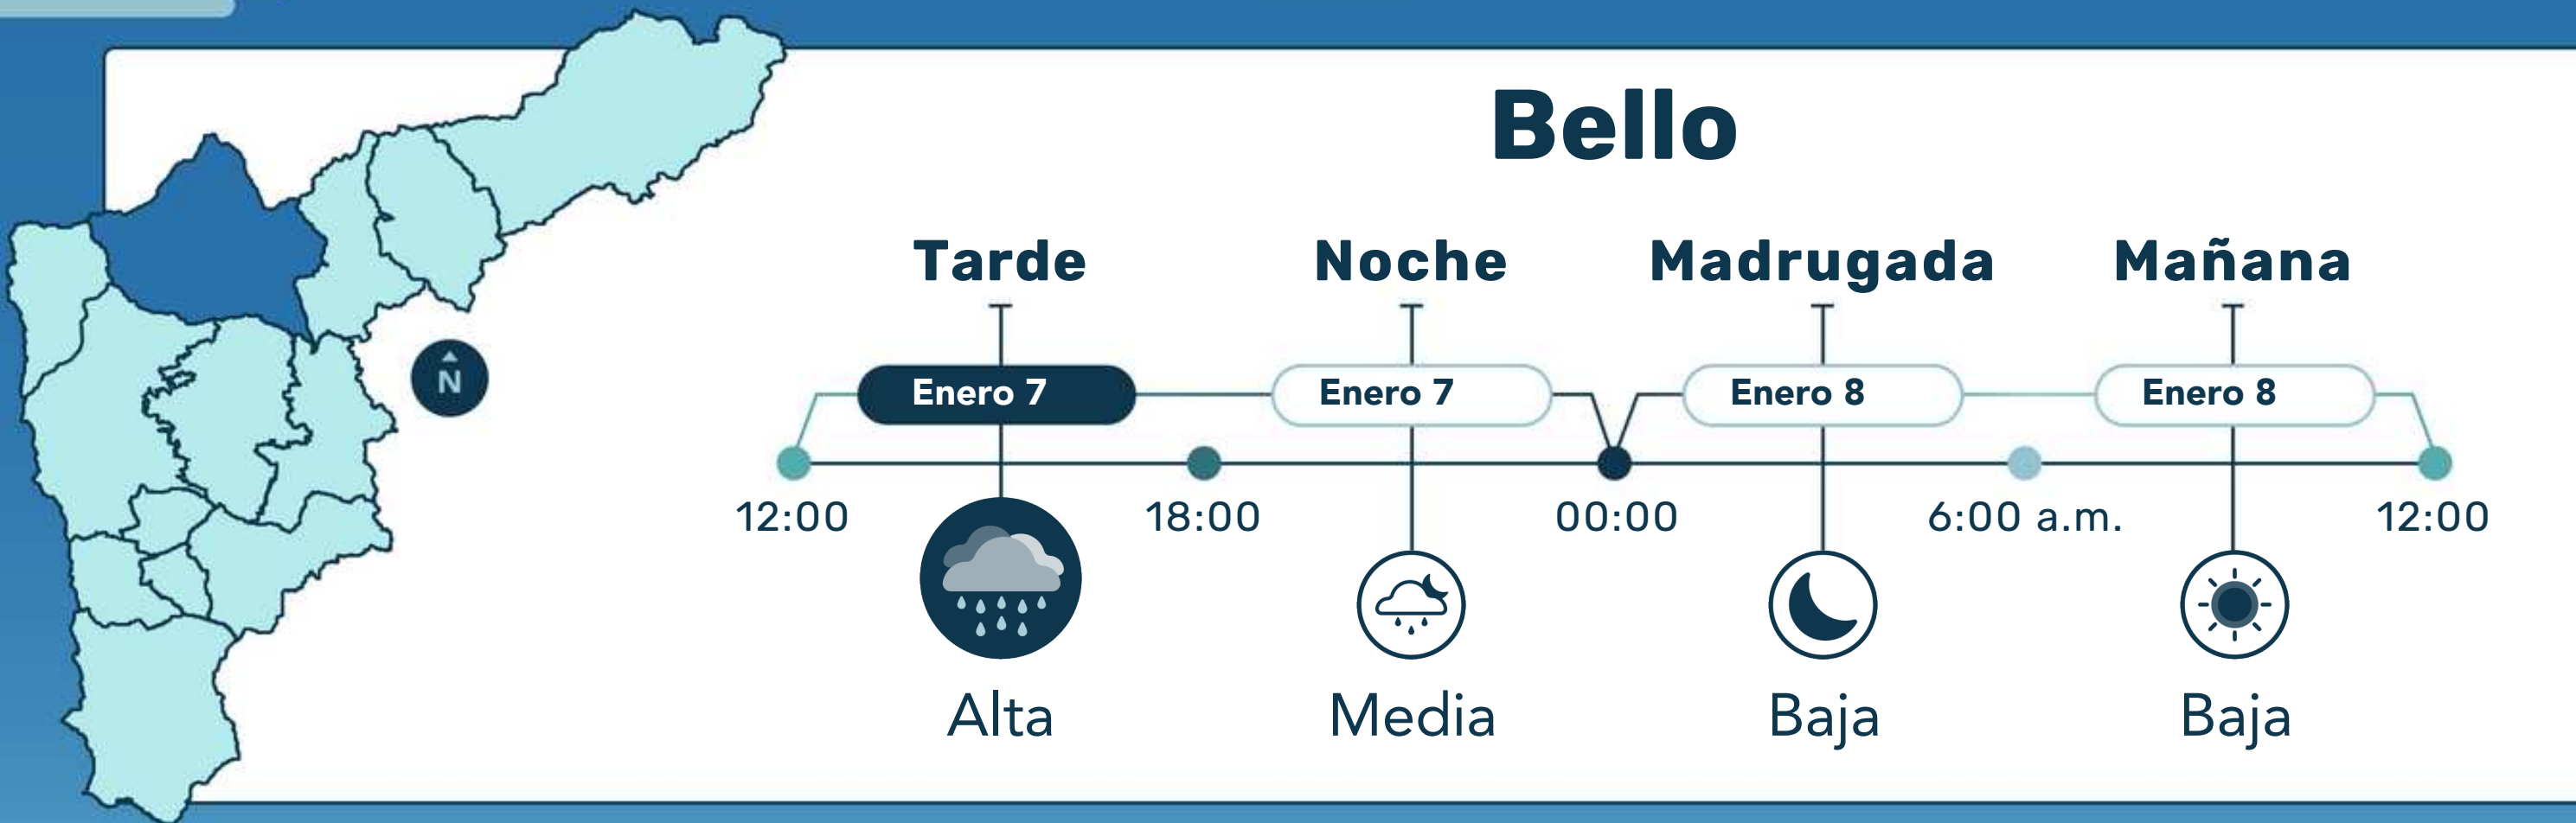 Bello
Tarde Noche Madrugada Mañana
Enero 7 Enero 7 Enero 8 Enero 8
N
12:00 18:00 00:00 6:00 a.m. 12:00
Alta Media Baja Baja